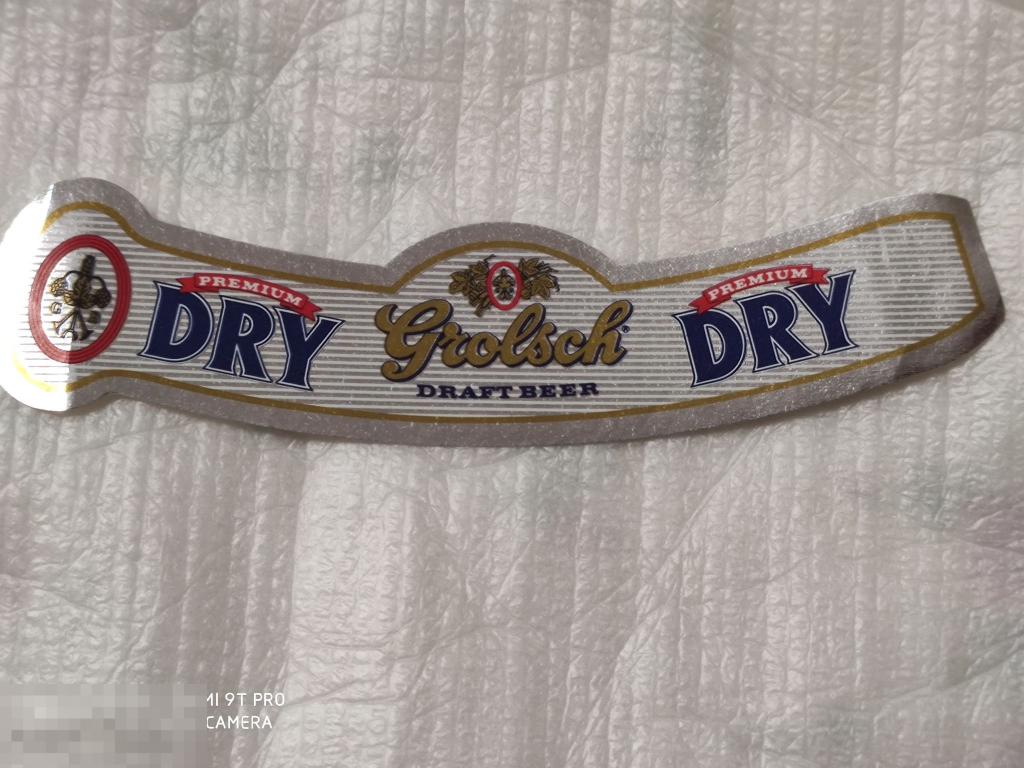 PREMIUM
DRY
Grolsch
DRAFT BEER
PREMIUM
DRY
MI 9T PRO
CAMERA